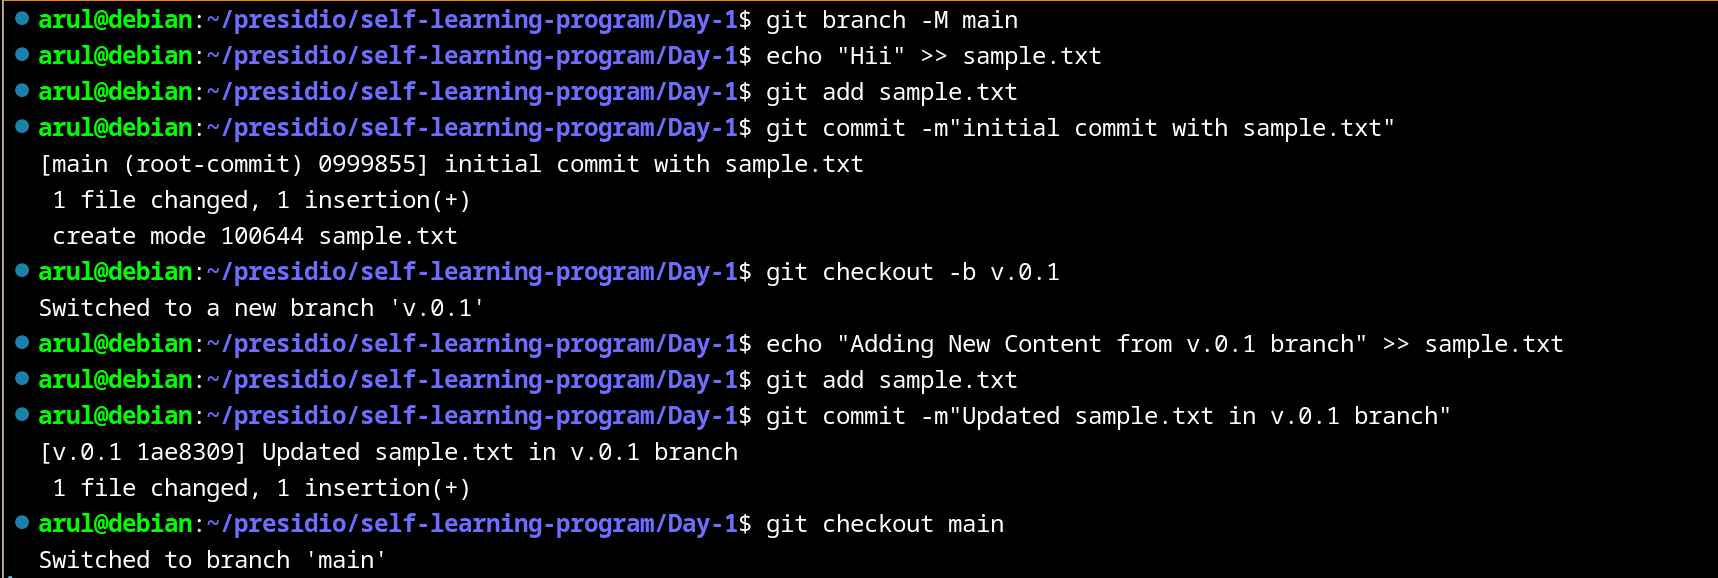 arul@debian:~/presidio/self-learning-program/Day-1$ git branch -M main
arul@debian:~/presidio/self-learning-program/Day-1$ echo "Hii" >> sample.txt
arul@debian:~/presidio/self-learning-program/Day-1$ git add sample.txt
arul@debian:~/presidio/self-learning-program/Day-1$ git commit -m"initial commit with sample.txt"
[main (root-commit) 0999855] initial commit with sample.txt
 1 file changed, 1 insertion(+)
 create mode 100644 sample.txt
arul@debian:~/presidio/self-learning-program/Day-1$ git checkout -b v.0.1
Switched to a new branch 'v.0.1'
arul@debian:~/presidio/self-learning-program/Day-1$ echo "Adding New Content from v.0.1 branch" >> sample.txt
arul@debian:~/presidio/self-learning-program/Day-1$ git add sample.txt
arul@debian:~/presidio/self-learning-program/Day-1$ git commit -m"Updated sample.txt in v.0.1 branch"
[v.0.1 1ae8309] Updated sample.txt in v.0.1 branch
 1 file changed, 1 insertion(+)
arul@debian:~/presidio/self-learning-program/Day-1$ git checkout main
Switched to branch 'main'